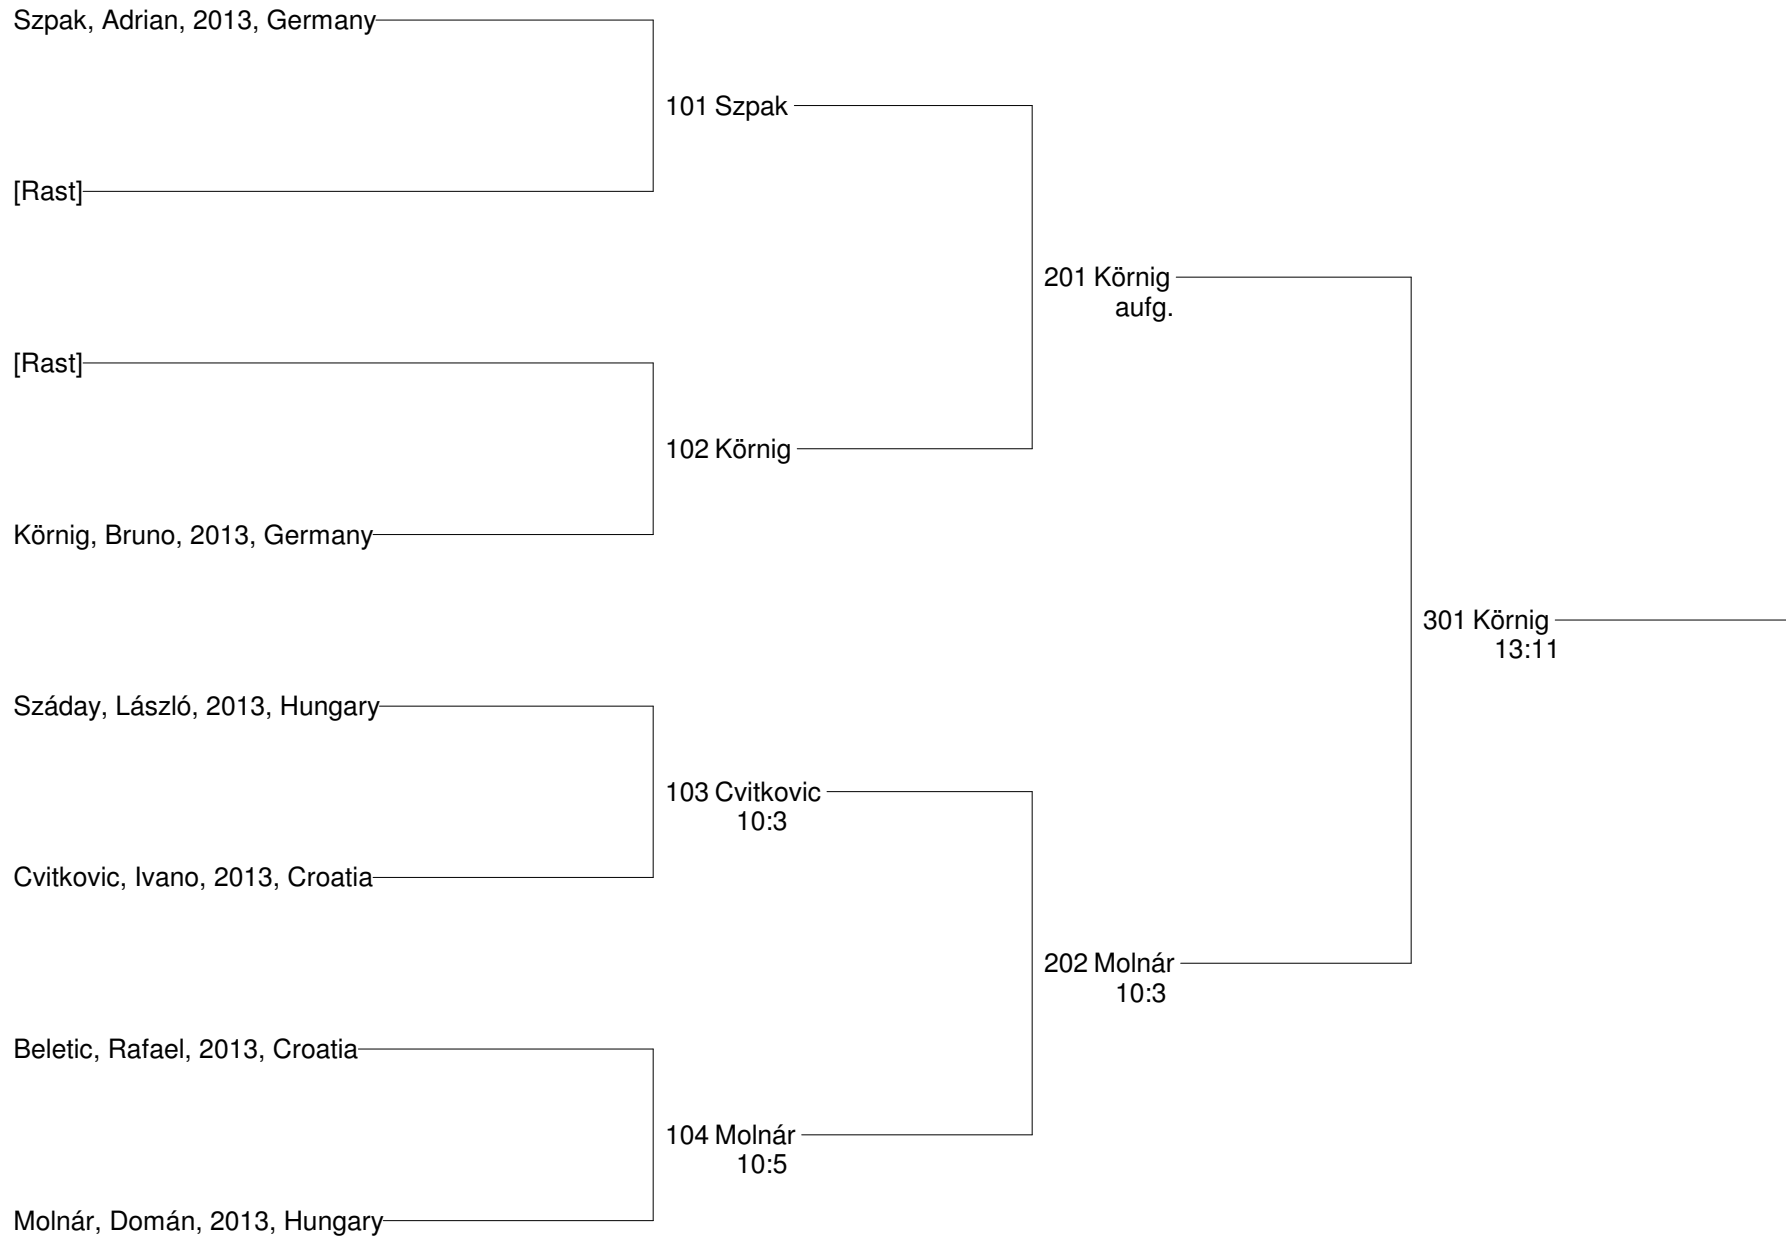 Szpak, Adrian, 2013, Germany
101 Szpak
[Rast]
201 Körnig
aufg.
[Rast]
102 Körnig
Körnig, Bruno, 2013, Germany
301 Körnig
13:11
Száday, László, 2013, Hungary
103 Cvitkovic
10:3
Cvitkovic, Ivano, 2013, Croatia
202 Molnár
10:3
Beletic, Rafael, 2013, Croatia
104 Molnár
10:5
Molnár, Domán, 2013, Hungary